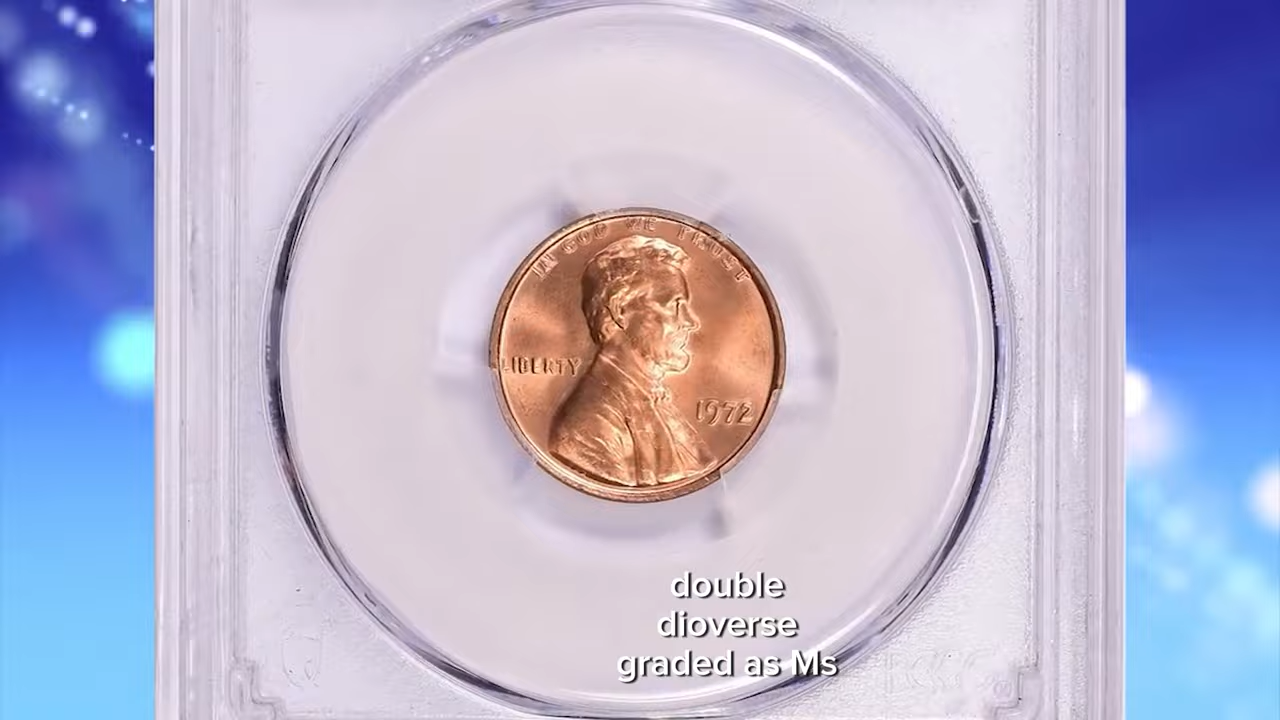 IN GOD WE TRUST
LIBERTY
1972
double
dioverse
graded as Ms